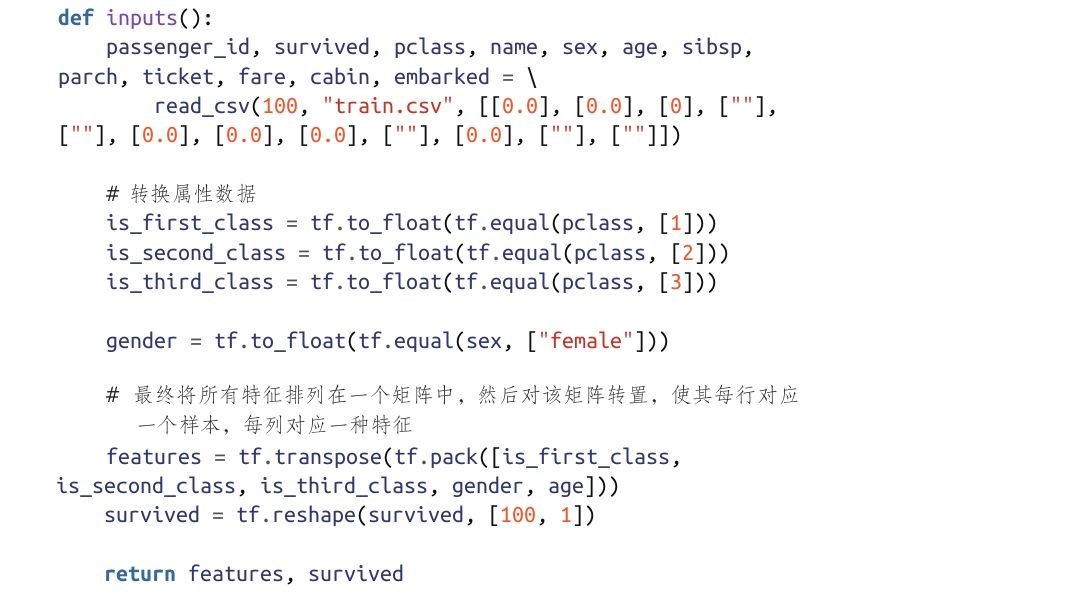 def inputs():
    passenger_id, survived, pclass, name, sex, age, sibsp,
parch, ticket, fare, cabin, embarked = \
        read_csv(100, "train.csv", [[0.0], [0.0], [0], [""],
[""], [0.0], [0.0], [0.0], [""], [0.0], [""], [""]])

    # 转换属性数据
    is_first_class = tf.to_float(tf.equal(pclass, [1]))
    is_second_class = tf.to_float(tf.equal(pclass, [2]))
    is_third_class = tf.to_float(tf.equal(pclass, [3]))

    gender = tf.to_float(tf.equal(sex, ["female"]))

    # 最终将所有特征排列在一个矩阵中，然后对该矩阵转置，使其每行对应
      一个样本，每列对应一种特征
    features = tf.transpose(tf.pack([is_first_class,
is_second_class, is_third_class, gender, age]))
    survived = tf.reshape(survived, [100, 1])

    return features, survived